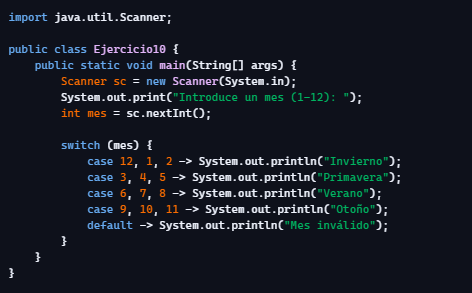 import java.util.Scanner;

public class Ejercicio10 {
    public static void main(String[] args) {
        Scanner sc = new Scanner(System.in);
        System.out.print("Introduce un mes (1-12): ");
        int mes = sc.nextInt();

        switch (mes) {
            case 12, 1, 2 -> System.out.println("Invierno");
            case 3, 4, 5 -> System.out.println("Primavera");
            case 6, 7, 8 -> System.out.println("Verano");
            case 9, 10, 11 -> System.out.println("Otoño");
            default -> System.out.println("Mes inválido");
        }
    }
}